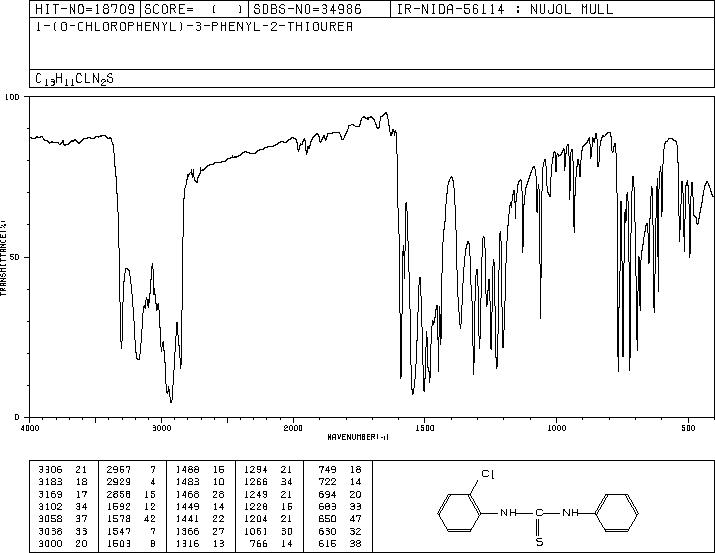 HIT-NO=18709 SCORE= ( ) SDBS-NO=34986 IR-NIDA-56114 : NUJOL MULL
1-(O-CHLOROPHENYL)-3-PHENYL-2-THIOUREA
C13H11CLN2S
100
50
0
TRANSMITTANCE(%)
4000 3000 2000 1500 1000 500
WAVENUMBER(-1)
3306 21 2967 7 1488 16 1294 21 749 18
3183 18 2929 4 1483 10 1266 34 722 14
3169 17 2858 15 1468 28 1249 21 694 20
3102 34 1592 12 1449 14 1228 15 683 33
3058 37 1578 42 1441 22 1204 21 650 47
3036 33 1547 7 1366 27 1061 30 630 32
3000 20 1503 8 1316 13 766 14 615 38
Cl
NH C NH
S